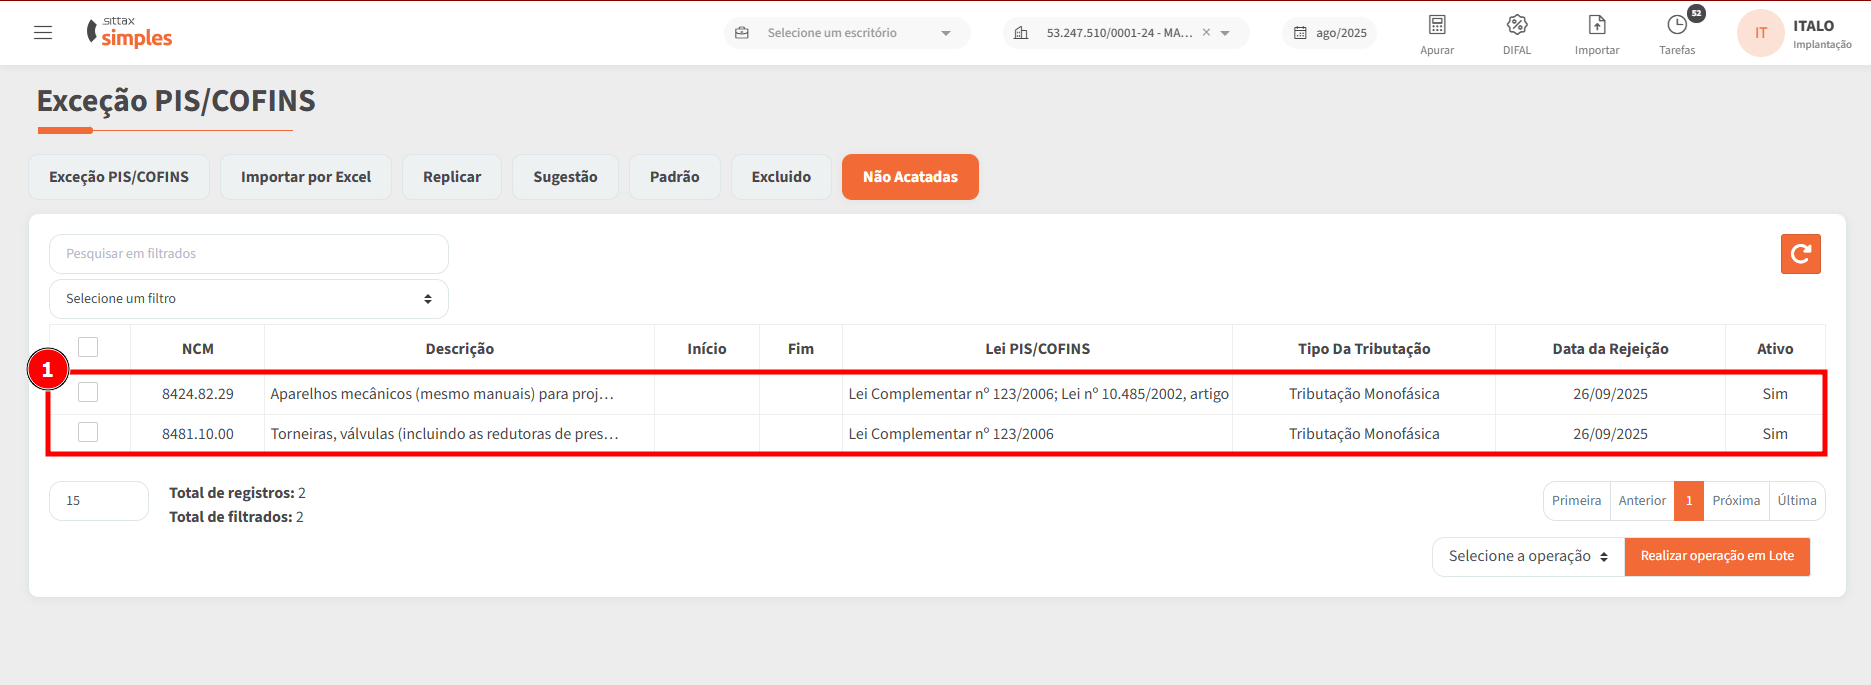 sittax
simples
Selecione um escritório
53.247.510/0001-24 - MA... ×
ago/2025
Apurar
DIFAL
Importar
52
Tarefas
IT
ITALO
Implantação
Exceção PIS/COFINS
Exceção PIS/COFINS
Importar por Excel
Replicar
Sugestão
Padrão
Excluido
Não Acatadas
Pesquisar em filtrados
Selecione um filtro
NCM Descrição Início Fim Lei PIS/COFINS Tipo Da Tributação Data da Rejeição Ativo
1
8424.82.29 Aparelhos mecânicos (mesmo manuais) para proj... Lei Complementar nº 123/2006; Lei nº 10.485/2002, artigo Tributação Monofásica 26/09/2025 Sim
8481.10.00 Torneiras, válvulas (incluindo as redutoras de pres... Lei Complementar nº 123/2006 Tributação Monofásica 26/09/2025 Sim
15
Total de registros: 2
Total de filtrados: 2
Primeira Anterior 1 Próxima Última
Selecione a operação
Realizar operação em Lote